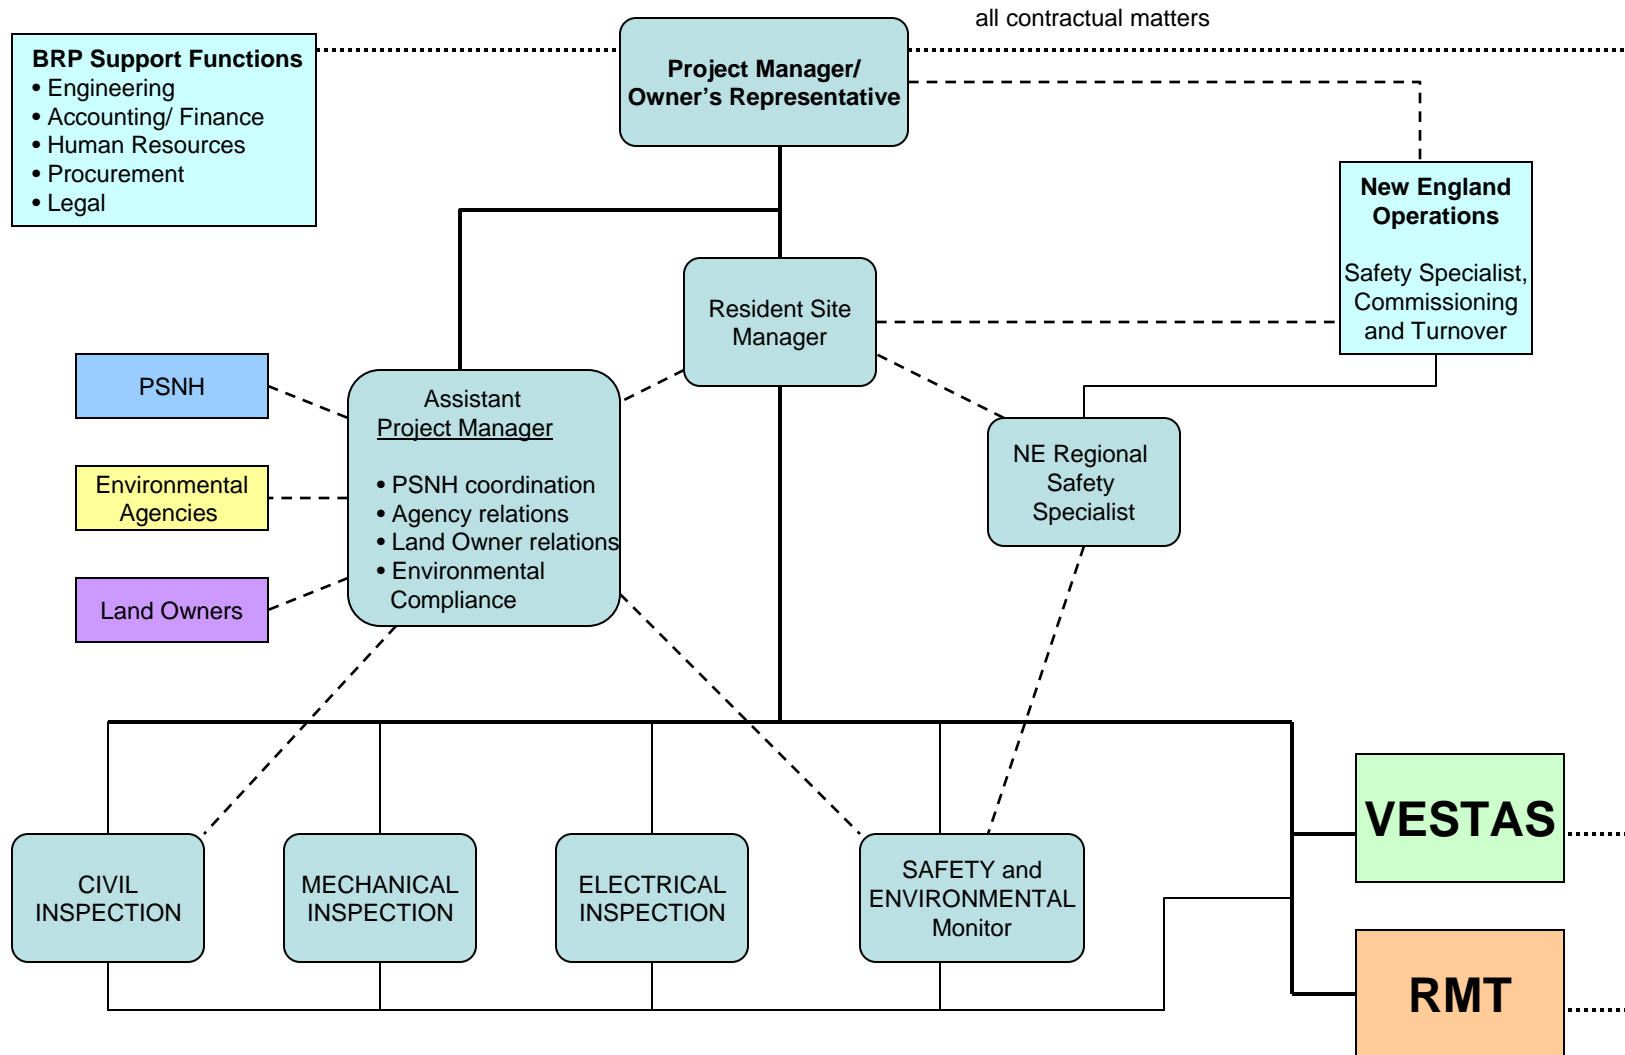 all contractual matters
BRP Support Functions
• Engineering
• Accounting/ Finance
• Human Resources
• Procurement
• Legal
Project Manager/
Owner's Representative
New England
Operations
Safety Specialist,
Commissioning
and Turnover
Resident Site
Manager
PSNH
Environmental
Agencies
Land Owners
Assistant
Project Manager
• PSNH coordination
• Agency relations
• Land Owner relations
• Environmental
Compliance
NE Regional
Safety
Specialist
CIVIL
INSPECTION
MECHANICAL
INSPECTION
ELECTRICAL
INSPECTION
SAFETY and
ENVIRONMENTAL
Monitor
VESTAS
RMT